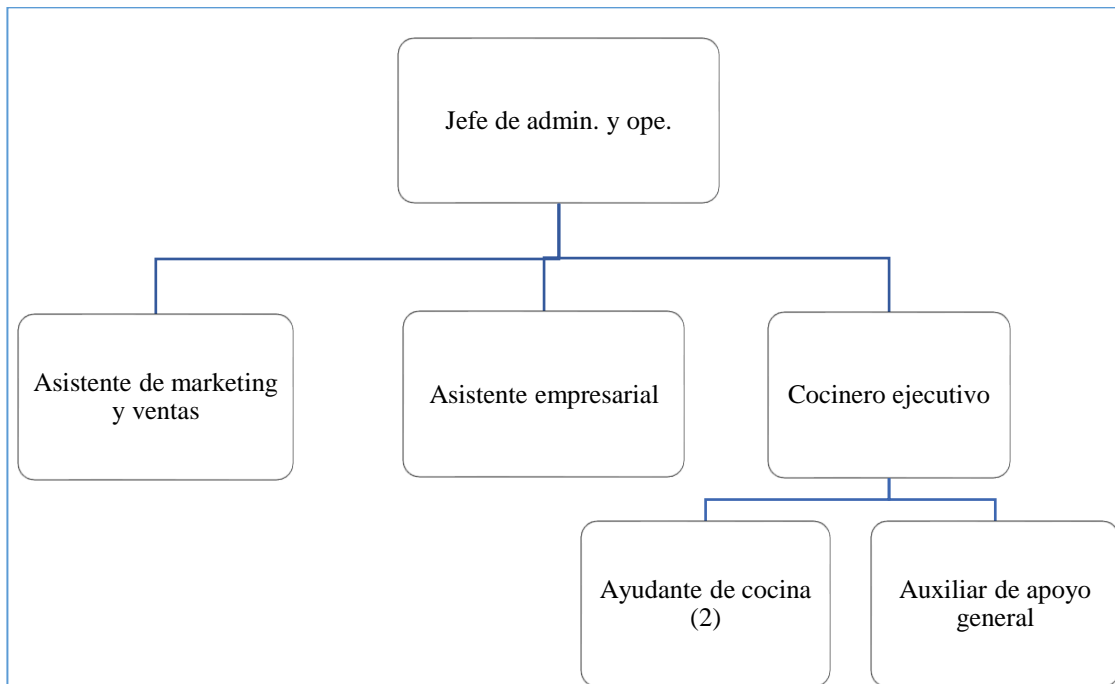 Jefe de admin. y ope.
Asistente de marketing
y ventas
Asistente empresarial
Cocinero ejecutivo
Ayudante de cocina
(2)
Auxiliar de apoyo
general